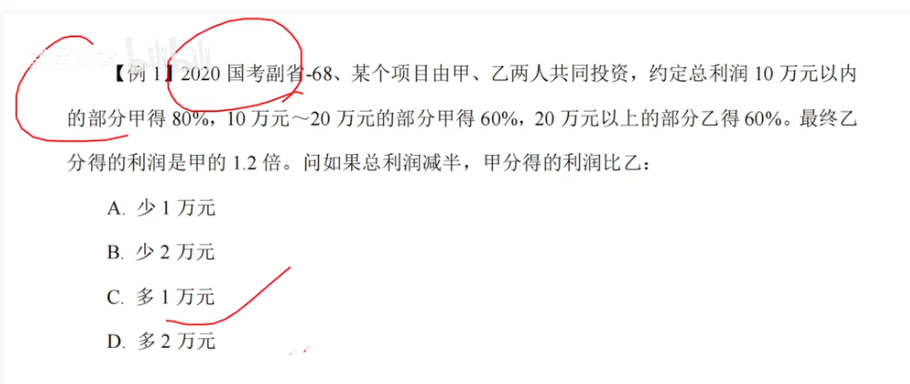 【例 1】2020 国考副省-68、某个项目由甲、乙两人共同投资，约定总利润 10 万元以内
的部分甲得 80%，10 万元～20 万元的部分甲得 60%，20 万元以上的部分乙得 60%。最终乙
分得的利润是甲的 1.2 倍。问如果总利润减半，甲分得的利润比乙：
A. 少 1 万元
B. 少 2 万元
C. 多 1 万元
D. 多 2 万元